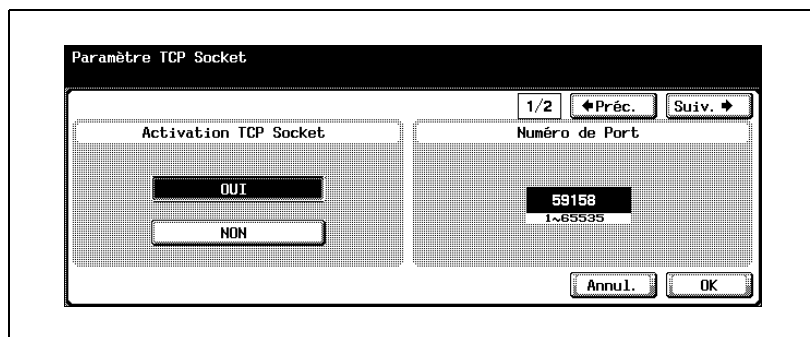 Paramètre TCP Socket
1/2 ←Préc. Suiv. →
Activation TCP Socket
Numéro de Port
OUI
NON
59158
1~65535
Annul. OK